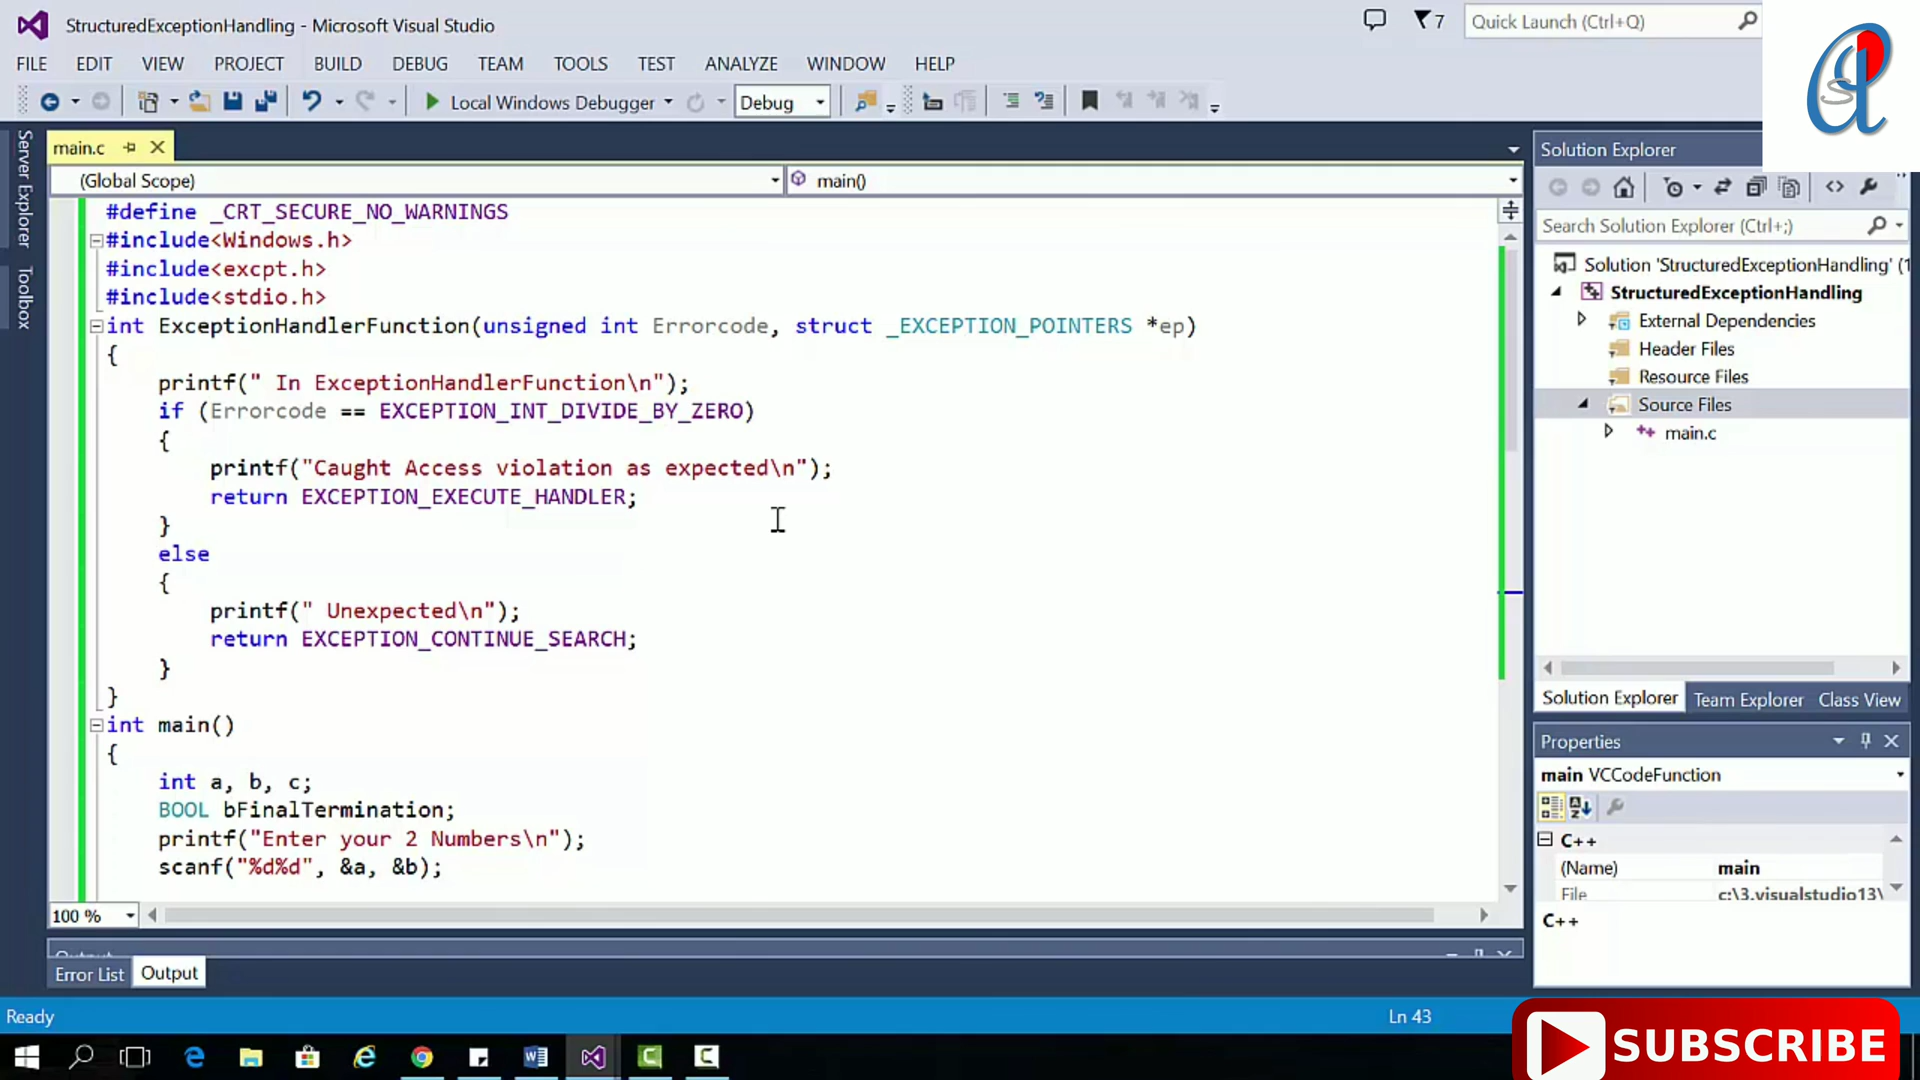 StructuredExceptionHandling - Microsoft Visual Studio
7
Quick Launch (Ctrl+Q)
FILE EDIT VIEW PROJECT BUILD DEBUG TEAM TOOLS TEST ANALYZE WINDOW HELP
Local Windows Debugger
Debug
Server Explorer
Toolbox
main.c
(Global Scope)
main()
#define _CRT_SECURE_NO_WARNINGS
#include<Windows.h>
#include<excpt.h>
#include<stdio.h>
int ExceptionHandlerFunction(unsigned int Errorcode, struct _EXCEPTION_POINTERS *ep)
{
printf(" In ExceptionHandlerFunction\n");
if (Errorcode == EXCEPTION_INT_DIVIDE_BY_ZERO)
{
printf("Caught Access violation as expected\n");
return EXCEPTION_EXECUTE_HANDLER;
}
else
{
printf(" Unexpected\n");
return EXCEPTION_CONTINUE_SEARCH;
}
}
int main()
{
int a, b, c;
BOOL bFinalTermination;
printf("Enter your 2 Numbers\n");
scanf("%d%d", &a, &b);
100 %
Error List
Output
Ready
Ln 43
Solution Explorer
Search Solution Explorer (Ctrl+;)
Solution 'StructuredExceptionHandling' (1
StructuredExceptionHandling
External Dependencies
Header Files
Resource Files
Source Files
main.c
Solution Explorer Team Explorer Class View
Properties
main VCCodeFunction
C++
(Name) main
File c:\3.visualstudio13\
C++
SUBSCRIBE